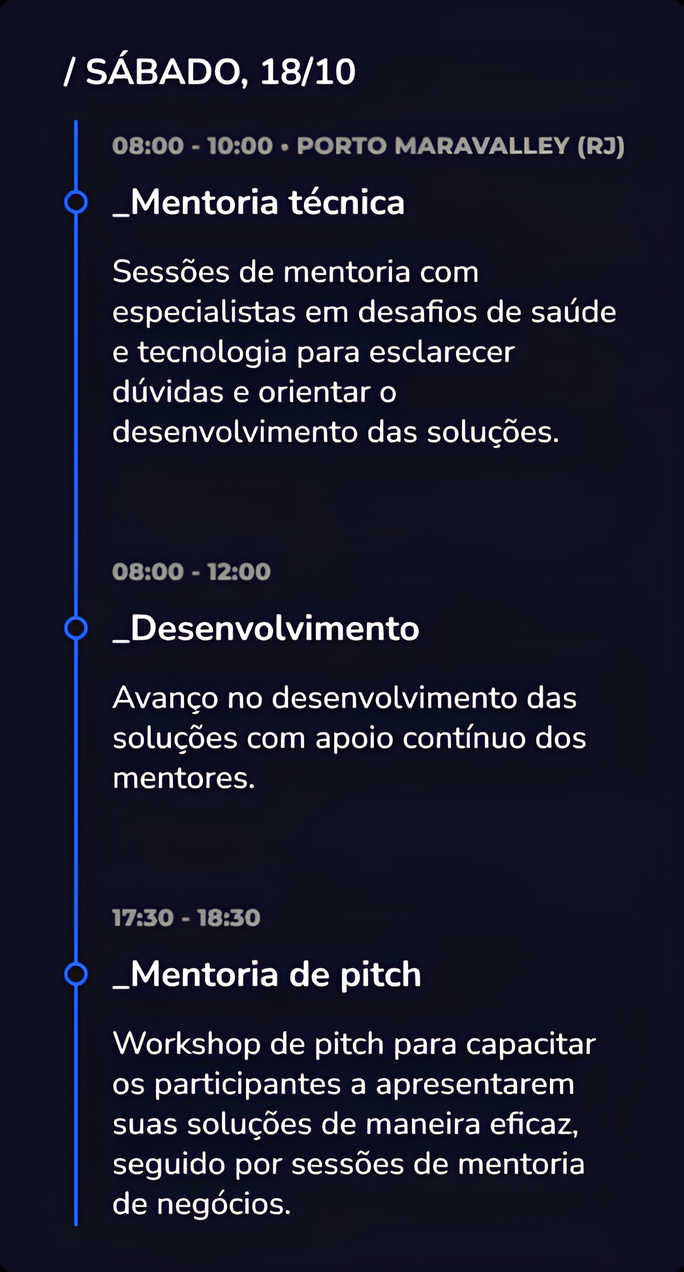 / SÁBADO, 18/10
08:00 - 10:00 • PORTO MARAVALLEY (RJ)
_Mentoria técnica
Sessões de mentoria com
especialistas em desafios de saúde
e tecnologia para esclarecer
dúvidas e orientar o
desenvolvimento das soluções.
08:00 - 12:00
_Desenvolvimento
Avanço no desenvolvimento das
soluções com apoio contínuo dos
mentores.
17:30 - 18:30
_Mentoria de pitch
Workshop de pitch para capacitar
os participantes a apresentarem
suas soluções de maneira eficaz,
seguido por sessões de mentoria
de negócios.